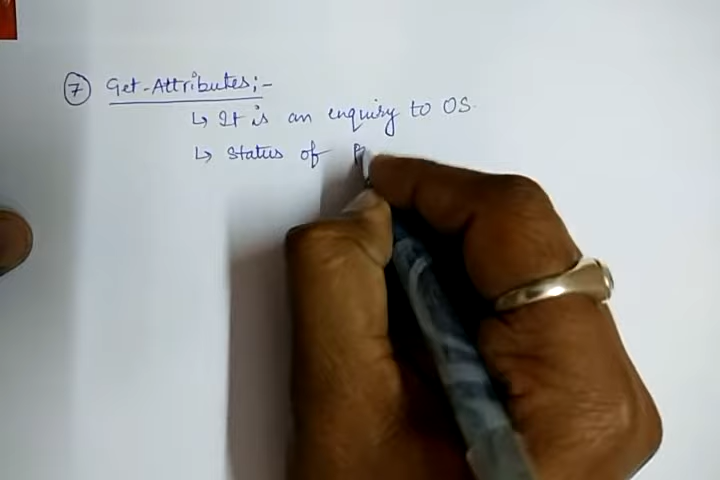 7 Get-Attributes:-
↳ It is an enquiry to OS.
↳ Status of